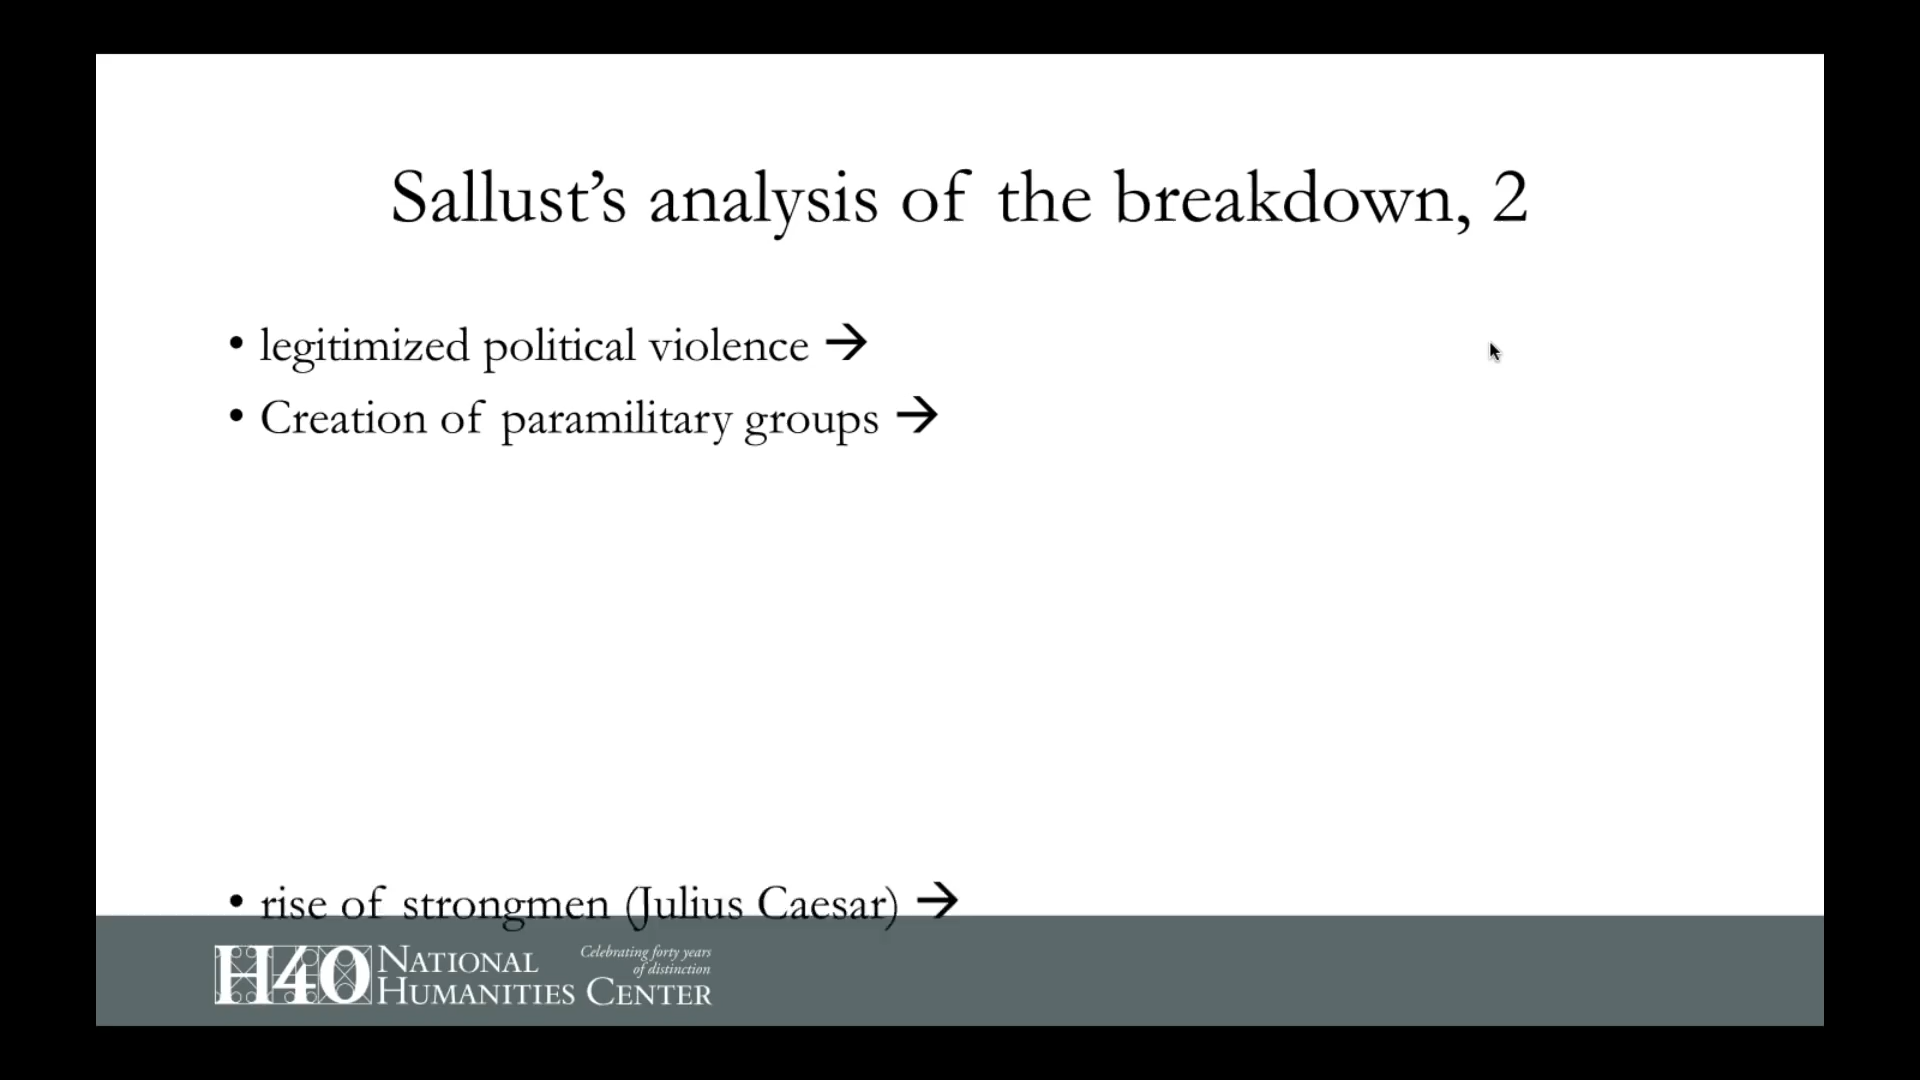 Sallust’s analysis of the breakdown, 2
• legitimized political violence →
• Creation of paramilitary groups →
• rise of strongmen (Julius Caesar) →
H40 NATIONAL HUMANITIES CENTER
Celebrating forty years
of distinction